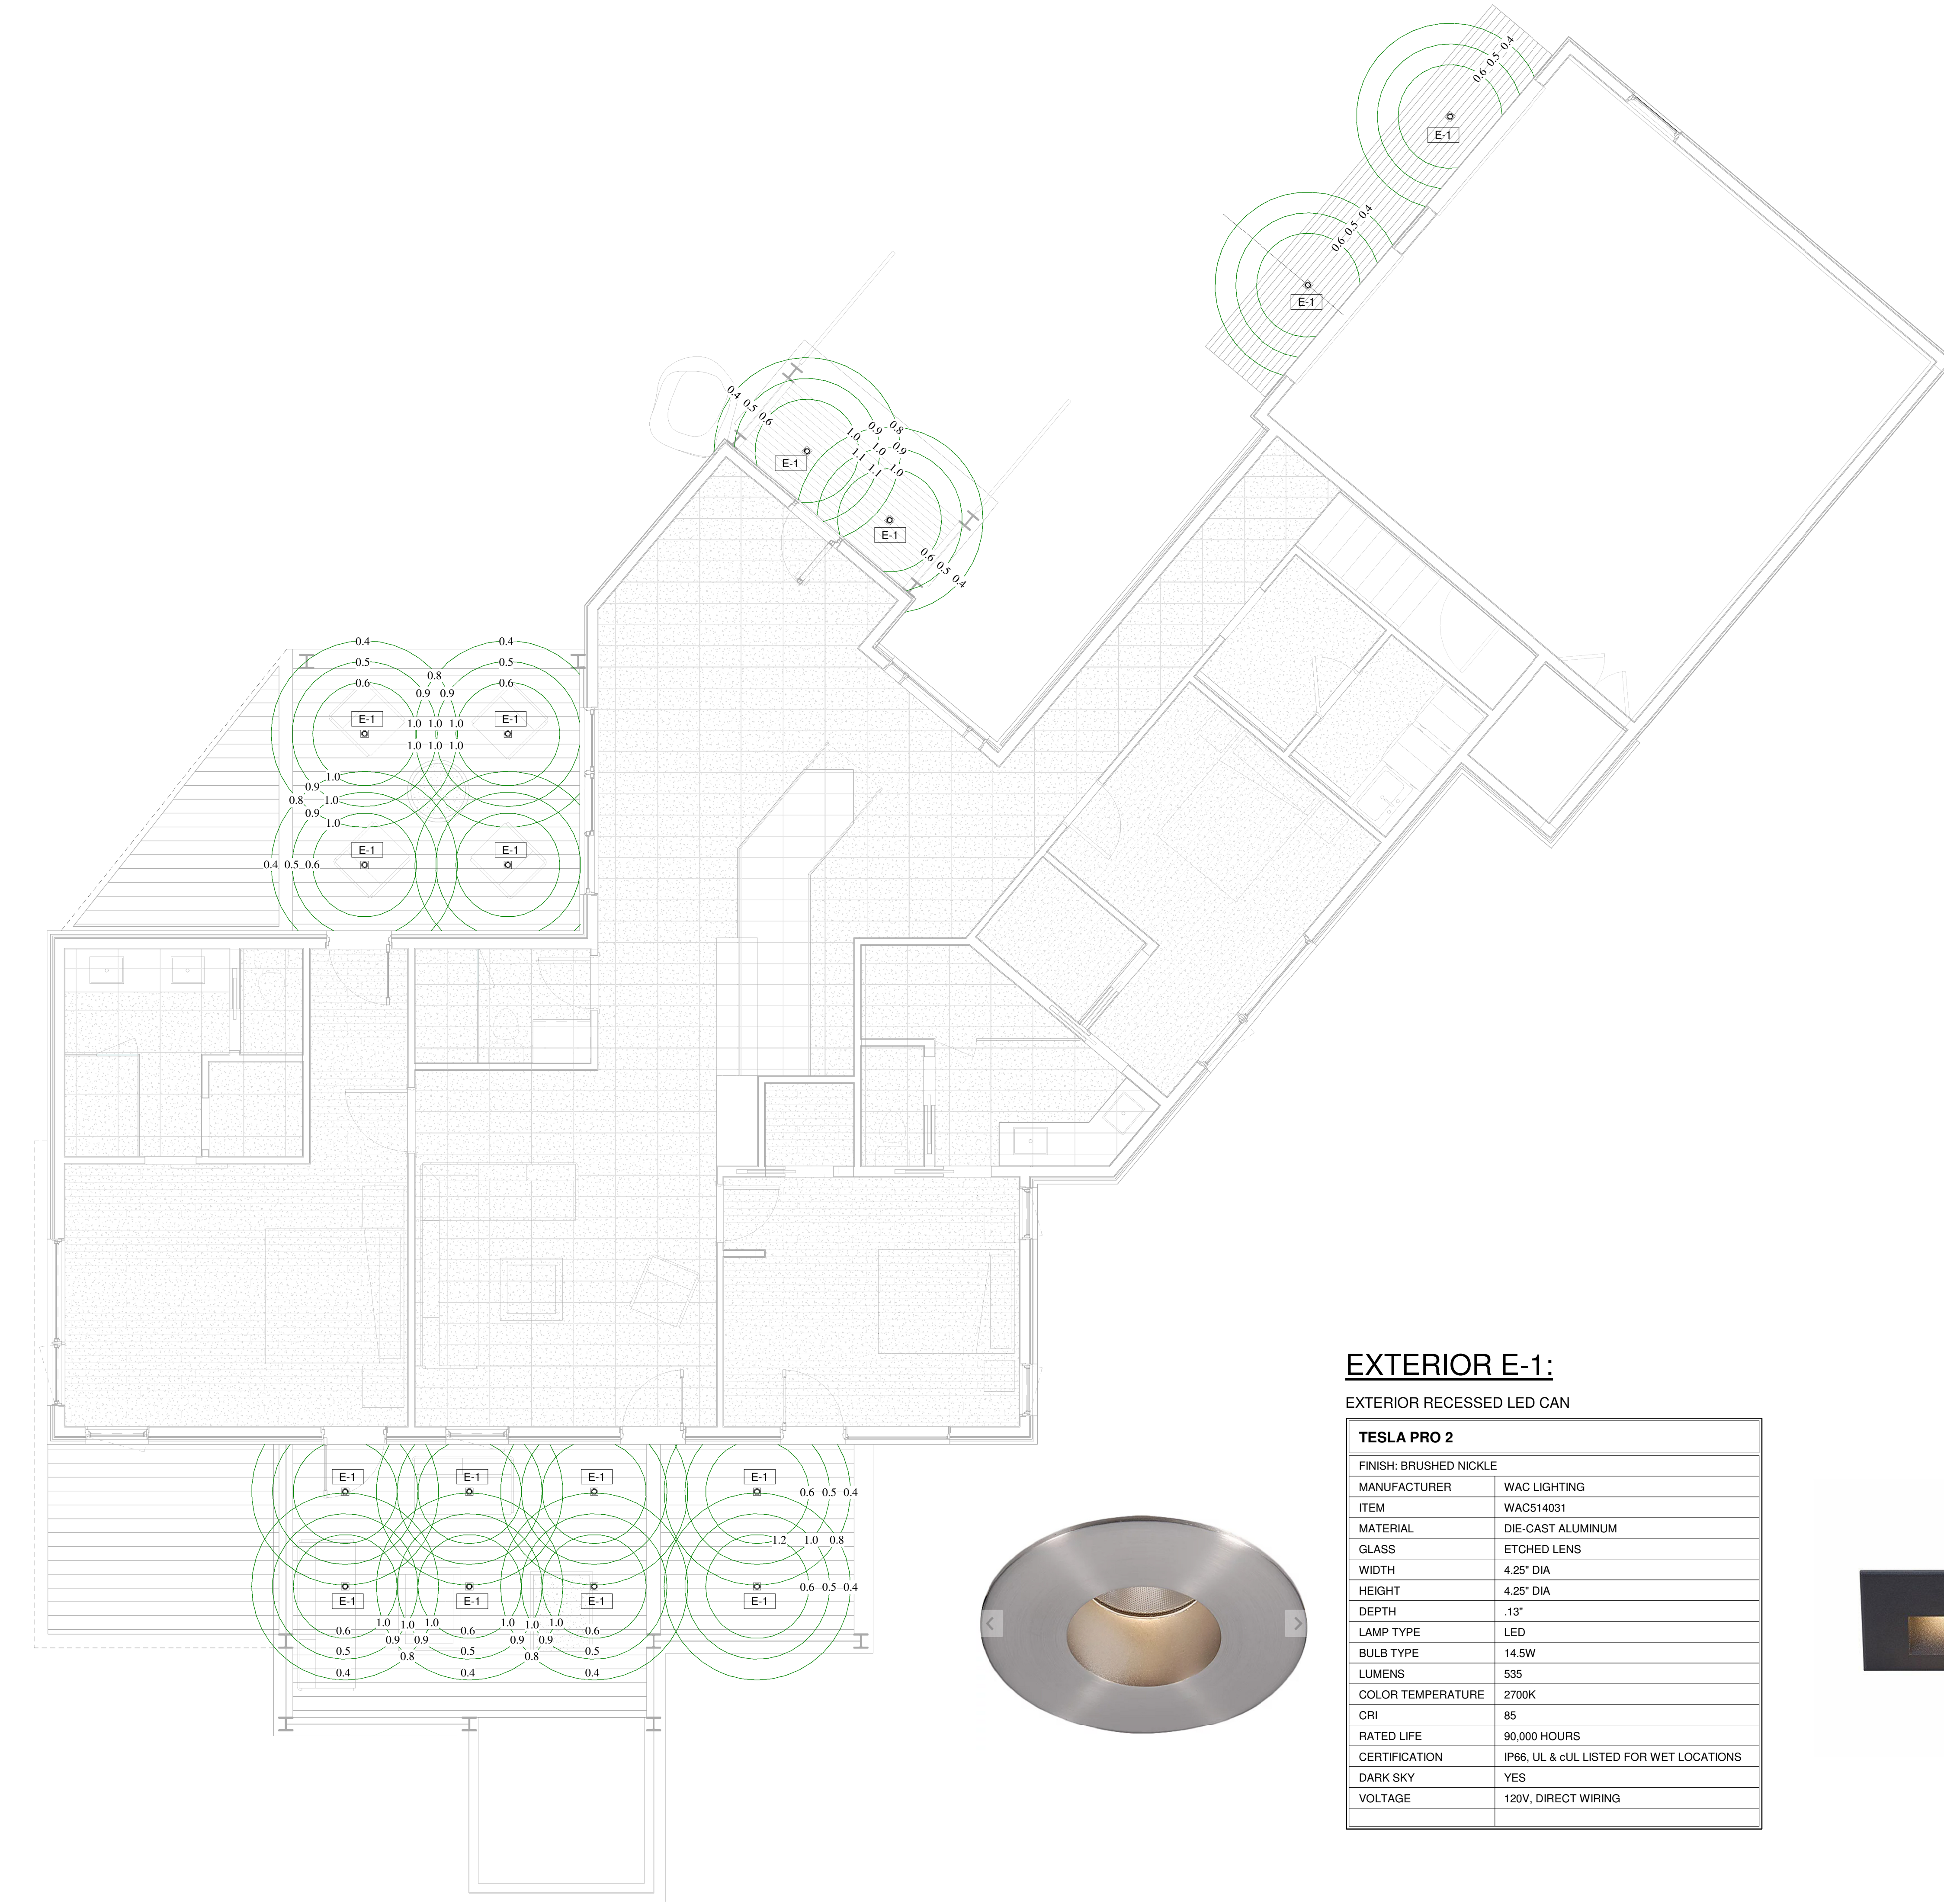 0.6 0.5 0.4
E-1
0.6 0.5 0.4
E-1
0.4 0.5 0.6
1.0 0.9 0.8
1.1 1.0 0.9
1.1 1.0
E-1
E-1
0.6 0.5 0.4
0.4 0.4
0.5 0.5
0.8
0.6 0.9 0.9 0.6
E-1 E-1
1.0 1.0 1.0
1.0 1.0 1.0
1.0
0.9
0.8 1.0
0.9
1.0
E-1 E-1
0.4 0.5 0.6
E-1 E-1 E-1 E-1
0.6 0.5 0.4
1.2 1.0 0.8
0.6 0.5 0.4
E-1 E-1 E-1 E-1
1.0 1.0 1.0 1.0 1.0 1.0
0.6 0.6 0.6
0.9 0.9 0.9 0.9
0.5 0.8 0.5 0.8 0.5
0.4 0.4 0.4
EXTERIOR E-1:
EXTERIOR RECESSED LED CAN
TESLA PRO 2
FINISH: BRUSHED NICKLE
MANUFACTURER WAC LIGHTING
ITEM WAC514031
MATERIAL DIE-CAST ALUMINUM
GLASS ETCHED LENS
WIDTH 4.25" DIA
HEIGHT 4.25" DIA
DEPTH .13"
LAMP TYPE LED
BULB TYPE 14.5W
LUMENS 535
COLOR TEMPERATURE 2700K
CRI 85
RATED LIFE 90,000 HOURS
CERTIFICATION IP66, UL & cUL LISTED FOR WET LOCATIONS
DARK SKY YES
VOLTAGE 120V, DIRECT WIRING